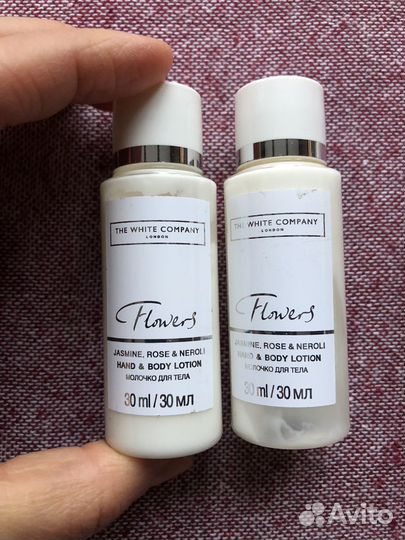 THE WHITE COMPANY
LONDON
Flowers
JASMINE, ROSE & NEROLI
HAND & BODY LOTION
МОЛОЧКО ДЛЯ ТЕЛА
30 ml / 30 МЛ
THE WHITE COMPANY
LONDON
Flowers
JASMINE, ROSE & NEROLI
HAND & BODY LOTION
МОЛОЧКО ДЛЯ ТЕЛА
30 ml / 30 МЛ
Avito